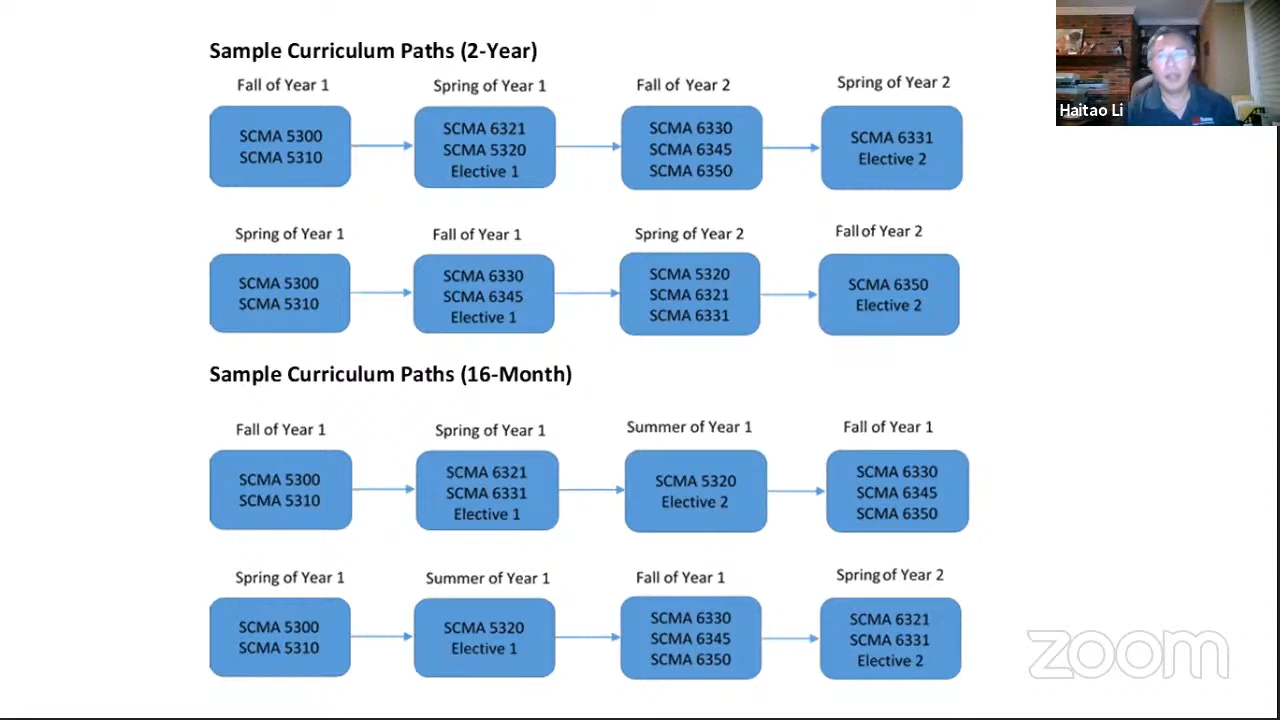 Sample Curriculum Paths (2-Year)
Fall of Year 1
Spring of Year 1
Fall of Year 2
Spring of Year 2
SCMA 5300
SCMA 5310
SCMA 6321
SCMA 5320
Elective 1
SCMA 6330
SCMA 6345
SCMA 6350
SCMA 6331
Elective 2
Spring of Year 1
Fall of Year 1
Spring of Year 2
Fall of Year 2
SCMA 5300
SCMA 5310
SCMA 6330
SCMA 6345
Elective 1
SCMA 5320
SCMA 6321
SCMA 6331
SCMA 6350
Elective 2
Sample Curriculum Paths (16-Month)
Fall of Year 1
Spring of Year 1
Summer of Year 1
Fall of Year 1
SCMA 5300
SCMA 5310
SCMA 6321
SCMA 6331
Elective 1
SCMA 5320
Elective 2
SCMA 6330
SCMA 6345
SCMA 6350
Spring of Year 1
Summer of Year 1
Fall of Year 1
Spring of Year 2
SCMA 5300
SCMA 5310
SCMA 5320
Elective 1
SCMA 6330
SCMA 6345
SCMA 6350
SCMA 6321
SCMA 6331
Elective 2
Haitao Li
zoom